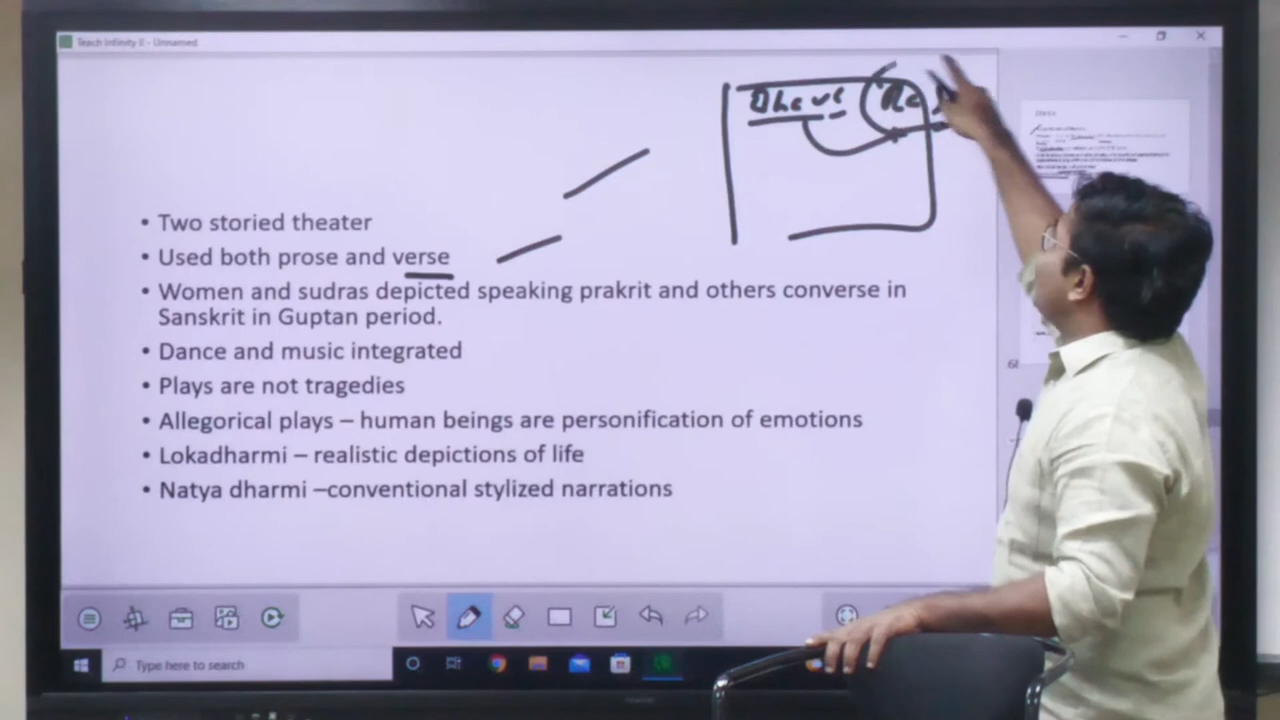 Teach Infinity II - Unnamed
• Two storied theater
• Used both prose and verse
• Women and sudras depicted speaking prakrit and others converse in
Sanskrit in Guptan period.
• Dance and music integrated
• Plays are not tragedies
• Allegorical plays – human beings are personification of emotions
• Lokadharmi – realistic depictions of life
• Natya dharmi –conventional stylized narrations
Type here to search